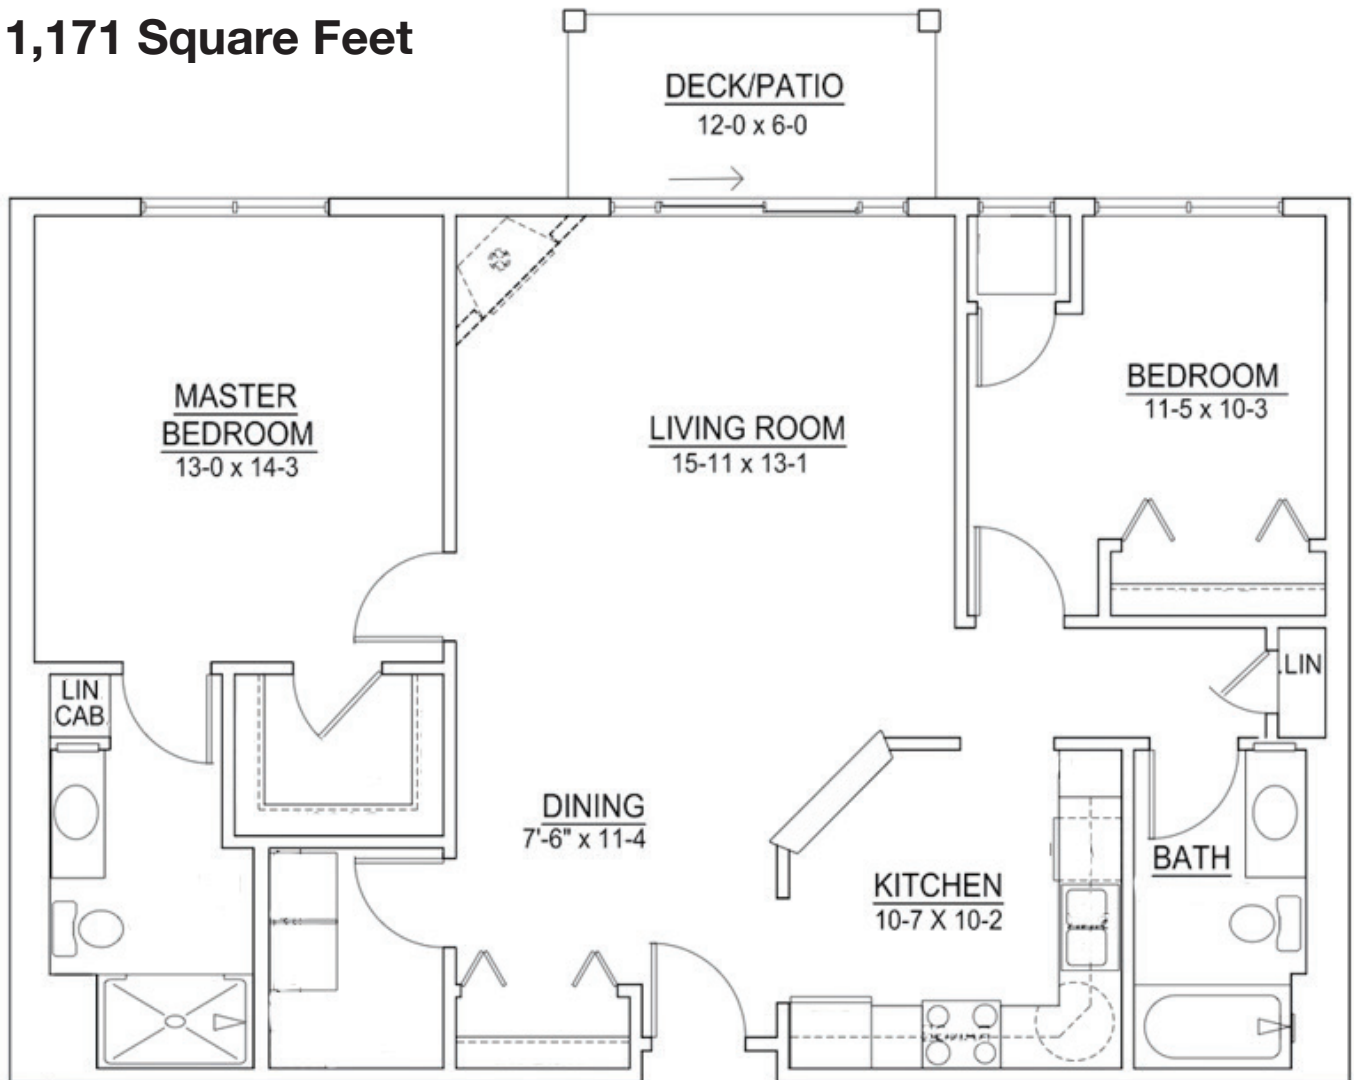 1,171 Square Feet
DECK/PATIO
12-0 x 6-0
MASTER
BEDROOM
13-0 x 14-3
LIVING ROOM
15-11 x 13-1
BEDROOM
11-5 x 10-3
LIN
CAB
LIN
DINING
7'-6" x 11-4
KITCHEN
10-7 X 10-2
BATH